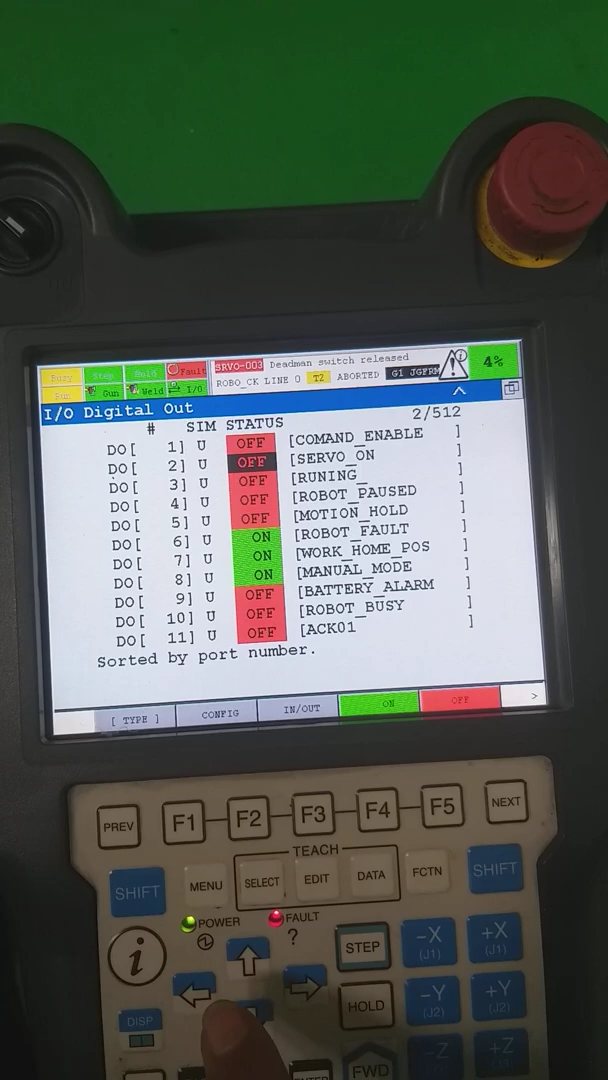 Busy Step Hold Fault SRVO-003 Deadman switch released
Run Gun Weld I/O ROBO_CK LINE 0 T2 ABORTED G1 JGFRM 4%
I/O Digital Out
# SIM STATUS 2/512
DO[ 1] U OFF [COMAND_ENABLE ]
DO[ 2] U OFF [SERVO_ON ]
DO[ 3] U OFF [RUNING_ ]
DO[ 4] U OFF [ROBOT_PAUSED ]
DO[ 5] U OFF [MOTION_HOLD ]
DO[ 6] U ON [ROBOT_FAULT ]
DO[ 7] U ON [WORK_HOME_POS ]
DO[ 8] U ON [MANUAL_MODE ]
DO[ 9] U OFF [BATTERY_ALARM ]
DO[ 10] U OFF [ROBOT_BUSY ]
DO[ 11] U OFF [ACK01 ]
Sorted by port number.
[ TYPE ] CONFIG IN/OUT ON OFF >
PREV F1 F2 F3 F4 F5 NEXT
TEACH
SHIFT MENU SELECT EDIT DATA FCTN SHIFT
POWER FAULT
i ? STEP -X (J1) +X (J1)
DISP HOLD -Y (J2) +Y (J2)
FWD -Z +Z